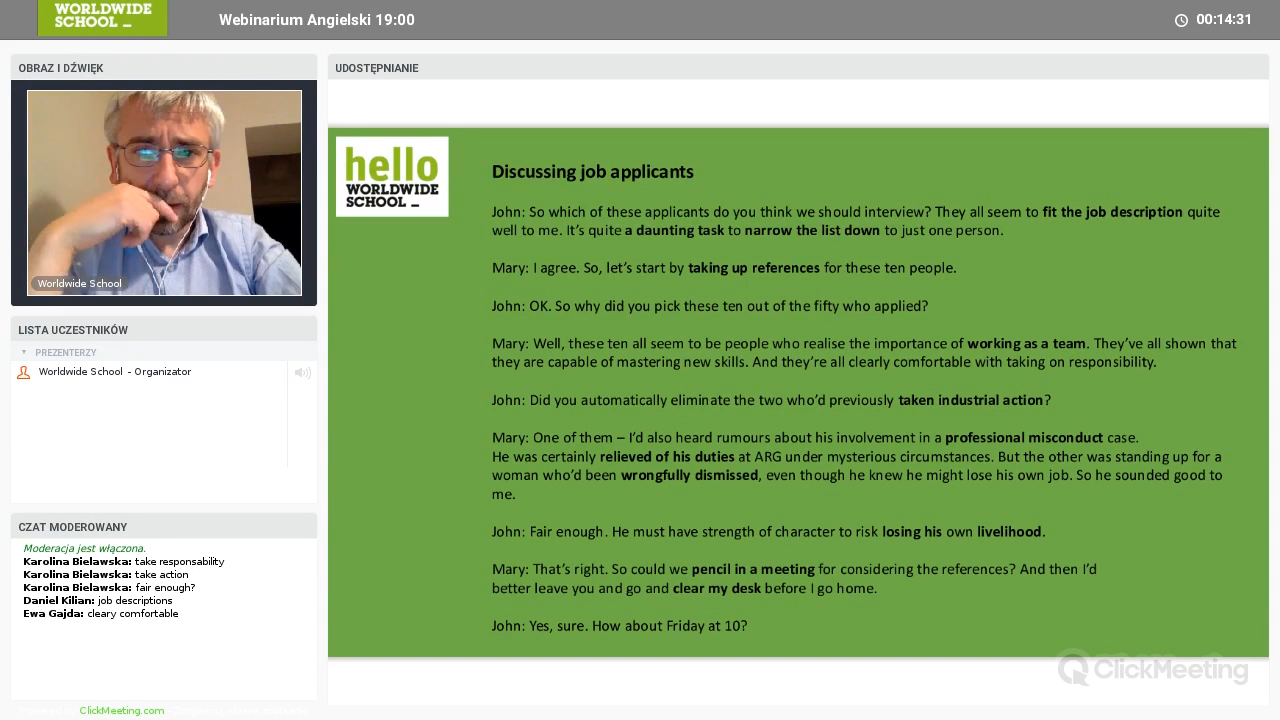 WORLDWIDE
SCHOOL _
Webinarium Angielski 19:00
00:14:31
OBRAZ I DŹWIĘK
Worldwide School
LISTA UCZESTNIKÓW
PREZENTERZY
Worldwide School - Organizator
CZAT MODEROWANY
Moderacja jest włączona.
Karolina Bielawska: take responsability
Karolina Bielawska: take action
Karolina Bielawska: fair enough?
Daniel Kilian: job descriptions
Ewa Gajda: cleary comfortable
ClickMeeting.com
UDOSTĘPNIANIE
hello
WORLDWIDE
SCHOOL _
Discussing job applicants
John: So which of these applicants do you think we should interview? They all seem to fit the job description quite
well to me. It's quite a daunting task to narrow the list down to just one person.
Mary: I agree. So, let's start by taking up references for these ten people.
John: OK. So why did you pick these ten out of the fifty who applied?
Mary: Well, these ten all seem to be people who realise the importance of working as a team. They've all shown that
they are capable of mastering new skills. And they're all clearly comfortable with taking on responsibility.
John: Did you automatically eliminate the two who'd previously taken industrial action?
Mary: One of them – I'd also heard rumours about his involvement in a professional misconduct case.
He was certainly relieved of his duties at ARG under mysterious circumstances. But the other was standing up for a
woman who'd been wrongfully dismissed, even though he knew he might lose his own job. So he sounded good to
me.
John: Fair enough. He must have strength of character to risk losing his own livelihood.
Mary: That's right. So could we pencil in a meeting for considering the references? And then I'd
better leave you and go and clear my desk before I go home.
John: Yes, sure. How about Friday at 10?
ClickMeeting